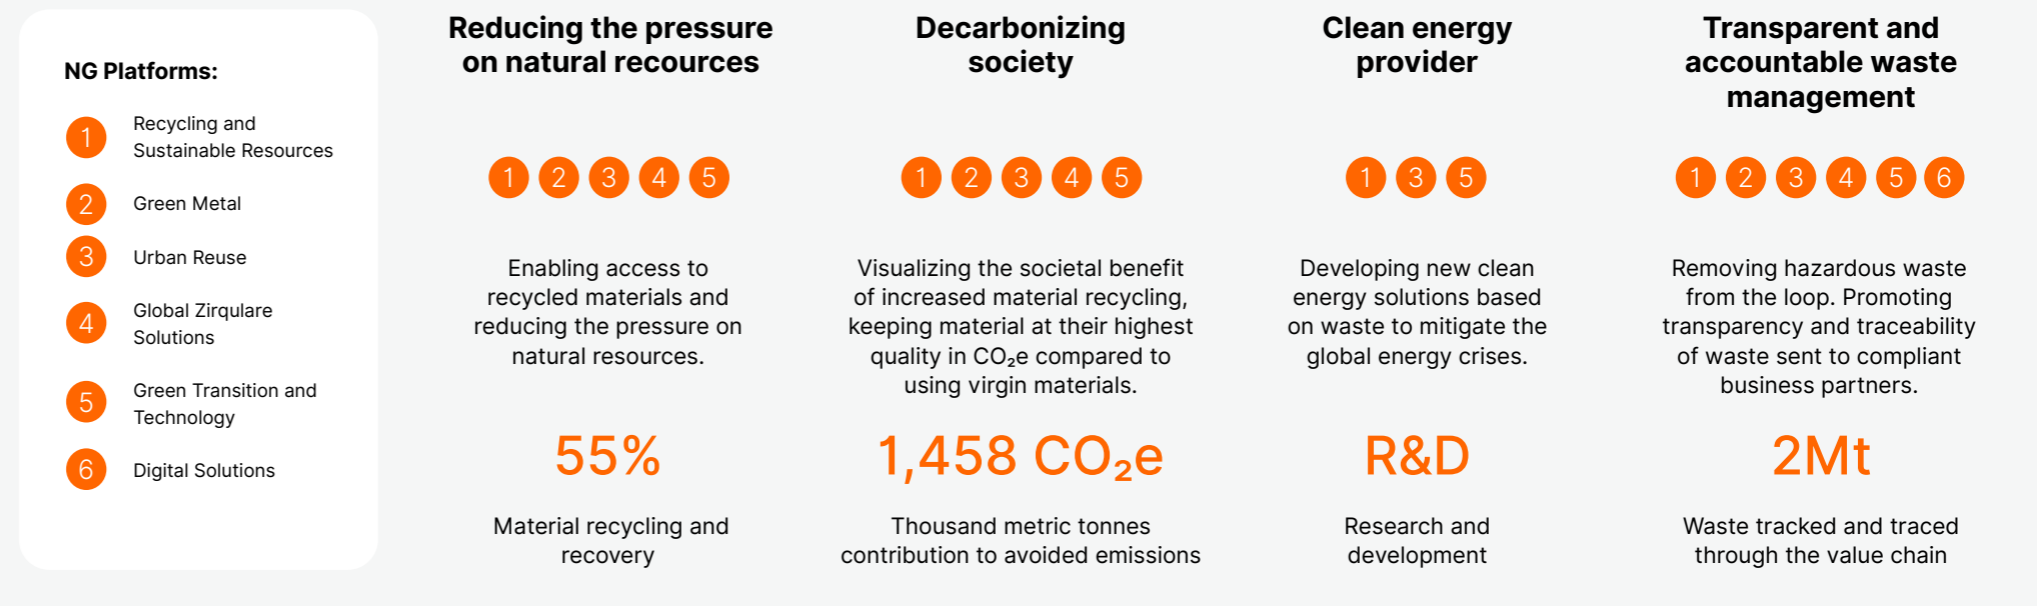 NG Platforms:
1
Recycling and
Sustainable Resources
2
Green Metal
3
Urban Reuse
4
Global Zirqulare
Solutions
5
Green Transition and
Technology
6
Digital Solutions
Reducing the pressure
on natural recources
1 2 3 4 5
Enabling access to
recycled materials and
reducing the pressure on
natural resources.
55%
Material recycling and
recovery
Decarbonizing
society
1 2 3 4 5
Visualizing the societal benefit
of increased material recycling,
keeping material at their highest
quality in CO₂e compared to
using virgin materials.
1,458 CO₂e
Thousand metric tonnes
contribution to avoided emissions
Clean energy
provider
1 3 5
Developing new clean
energy solutions based
on waste to mitigate the
global energy crises.
R&D
Research and
development
Transparent and
accountable waste
management
1 2 3 4 5 6
Removing hazardous waste
from the loop. Promoting
transparency and traceability
of waste sent to compliant
business partners.
2Mt
Waste tracked and traced
through the value chain